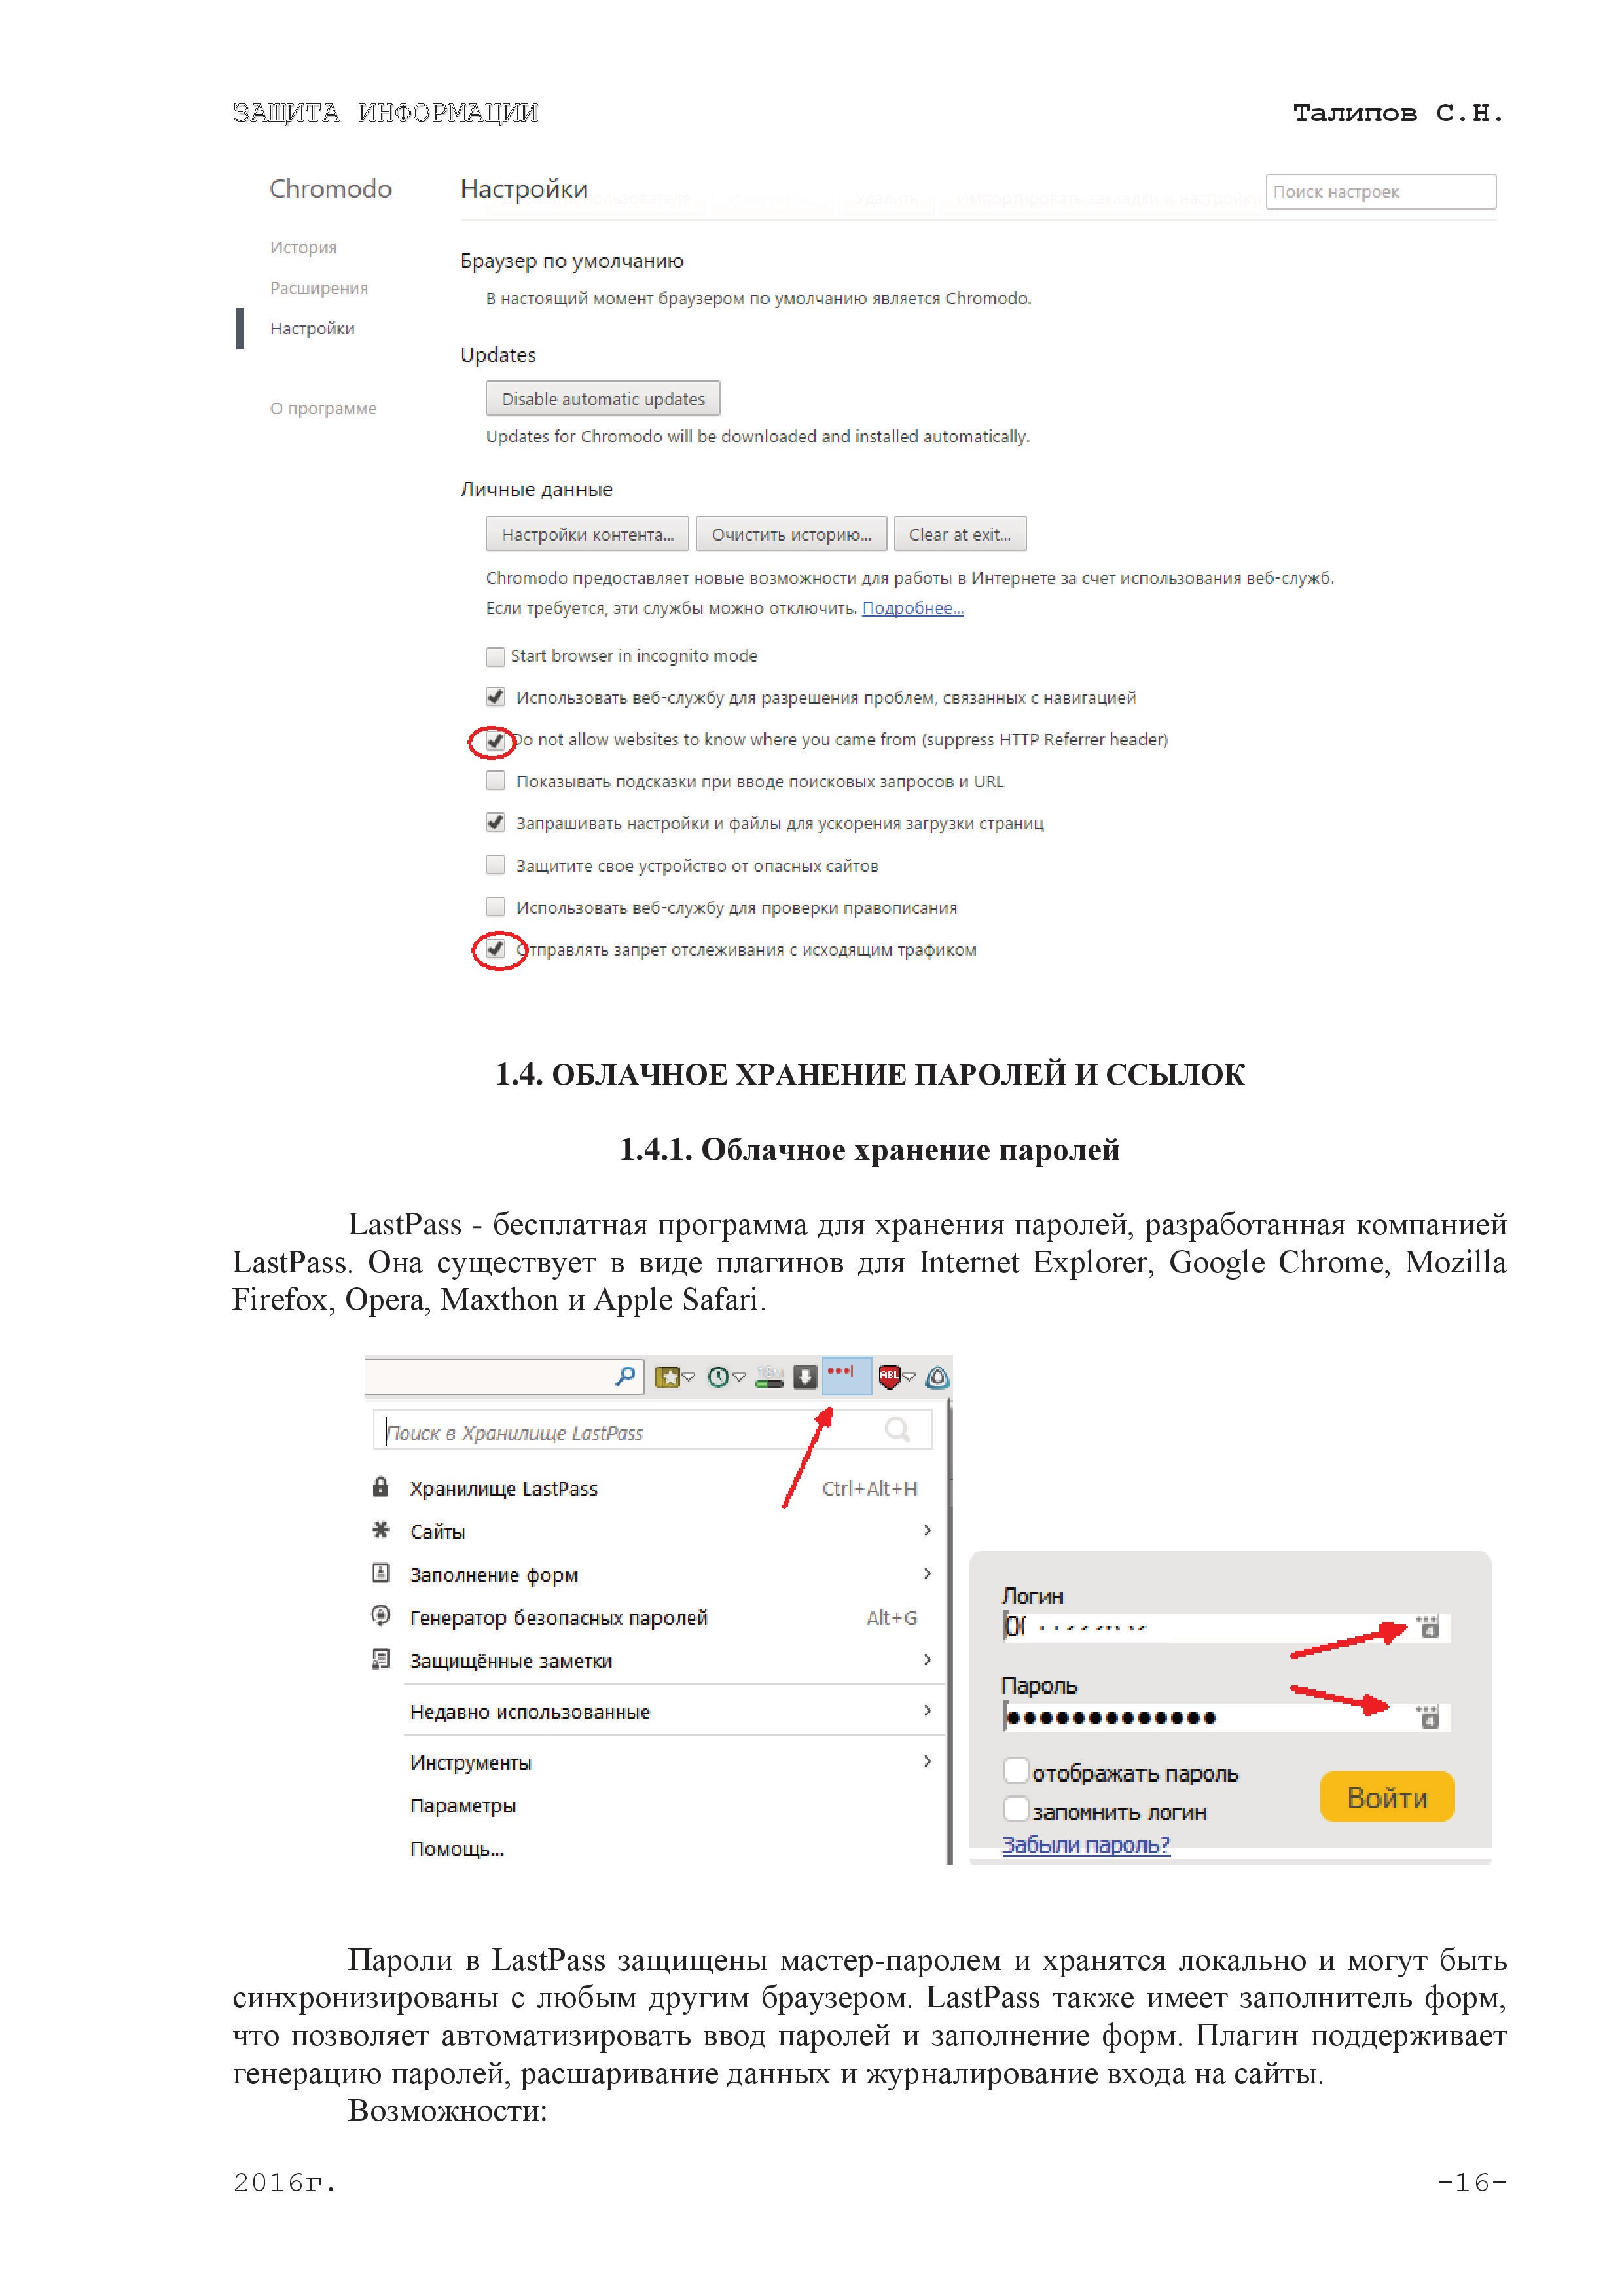 ЗАЩИТА ИНФОРМАЦИИ Талипов С.Н.
Chromodo
Настройки
Поиск настроек
История
Расширения
Настройки
О программе
Браузер по умолчанию
В настоящий момент браузером по умолчанию является Chromodo.
Updates
Disable automatic updates
Updates for Chromodo will be downloaded and installed automatically.
Личные данные
Настройки контента... Очистить историю... Clear at exit...
Chromodo предоставляет новые возможности для работы в Интернете за счет использования веб-служб.
Если требуется, эти службы можно отключить. Подробнее...
Start browser in incognito mode
Использовать веб-службу для разрешения проблем, связанных с навигацией
Do not allow websites to know where you came from (suppress HTTP Referrer header)
Показывать подсказки при вводе поисковых запросов и URL
Запрашивать настройки и файлы для ускорения загрузки страниц
Защитите свое устройство от опасных сайтов
Использовать веб-службу для проверки правописания
Отправлять запрет отслеживания с исходящим трафиком
1.4. ОБЛАЧНОЕ ХРАНЕНИЕ ПАРОЛЕЙ И ССЫЛОК
1.4.1. Облачное хранение паролей
LastPass - бесплатная программа для хранения паролей, разработанная компанией
LastPass. Она существует в виде плагинов для Internet Explorer, Google Chrome, Mozilla
Firefox, Opera, Maxthon и Apple Safari.
Поиск в Хранилище LastPass
Хранилище LastPass Ctrl+Alt+H
Сайты
Заполнение форм
Генератор безопасных паролей Alt+G
Защищённые заметки
Недавно использованные
Инструменты
Параметры
Помощь...
Логин
Пароль
отображать пароль
запомнить логин
Войти
Забыли пароль?
Пароли в LastPass защищены мастер-паролем и хранятся локально и могут быть
синхронизированы с любым другим браузером. LastPass также имеет заполнитель форм,
что позволяет автоматизировать ввод паролей и заполнение форм. Плагин поддерживает
генерацию паролей, расшаривание данных и журналирование входа на сайты.
Возможности:
2016г. -16-